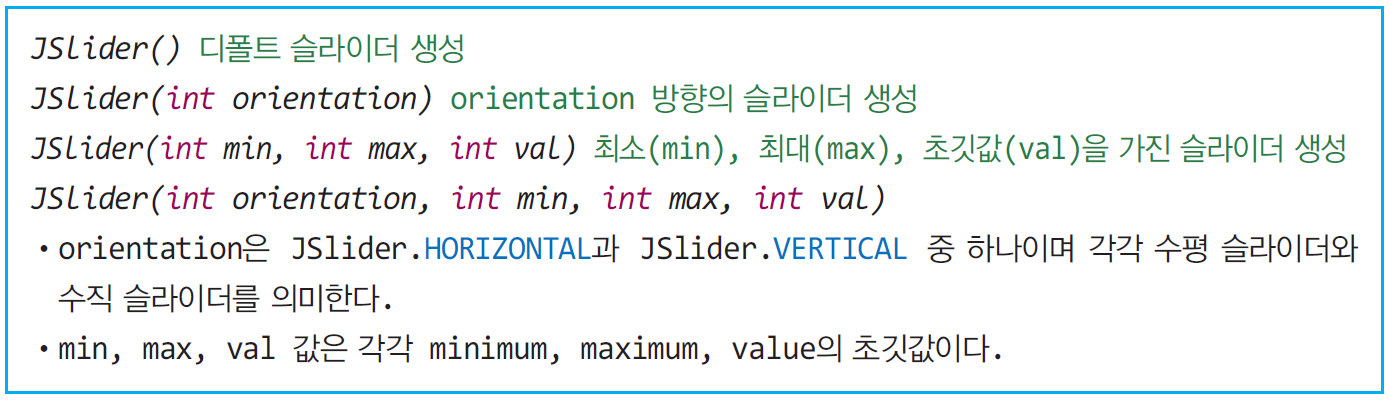 JSlider() 디폴트 슬라이더 생성
JSlider(int orientation) orientation 방향의 슬라이더 생성
JSlider(int min, int max, int val) 최소(min), 최대(max), 초깃값(val)을 가진 슬라이더 생성
JSlider(int orientation, int min, int max, int val)
• orientation은 JSlider.HORIZONTAL과 JSlider.VERTICAL 중 하나이며 각각 수평 슬라이더와
수직 슬라이더를 의미한다.
• min, max, val 값은 각각 minimum, maximum, value의 초깃값이다.